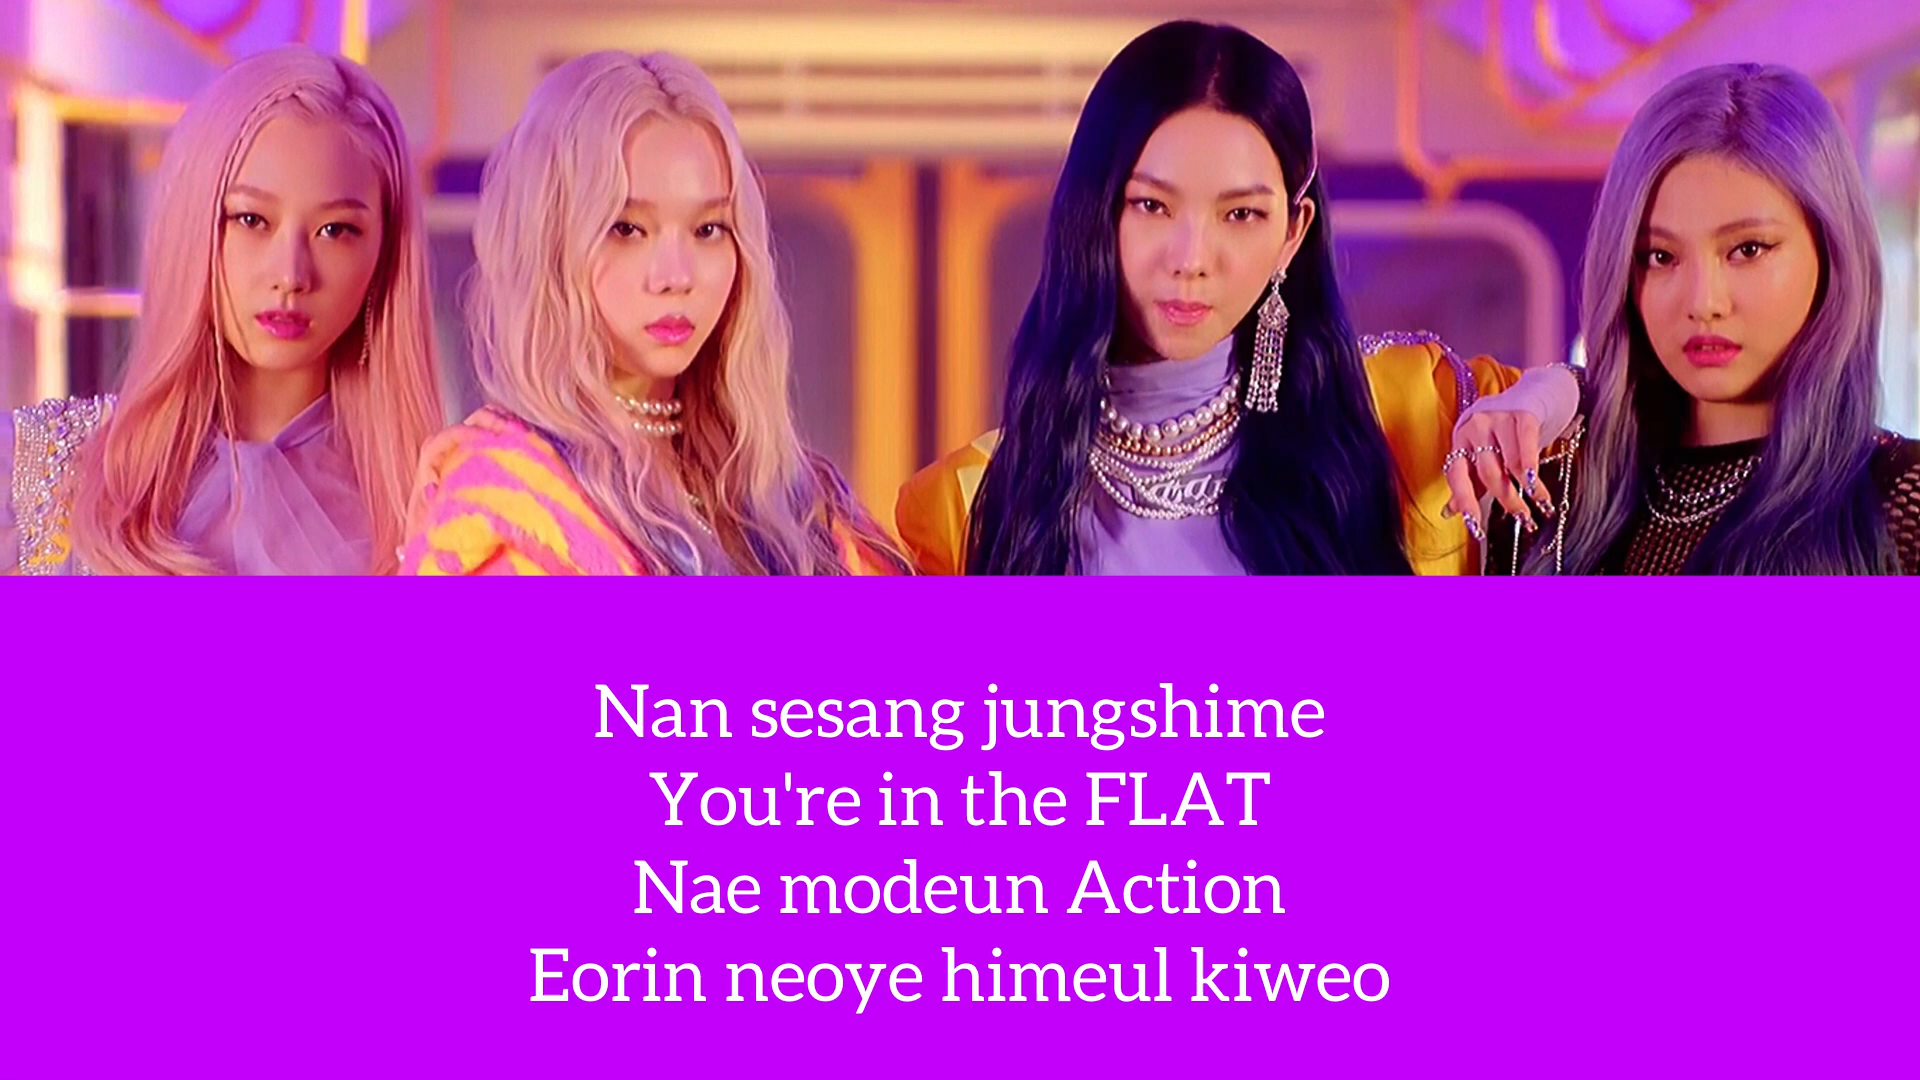 Nan sesang jungshime
You're in the FLAT
Nae modeun Action
Eorin neoye himeul kiweo